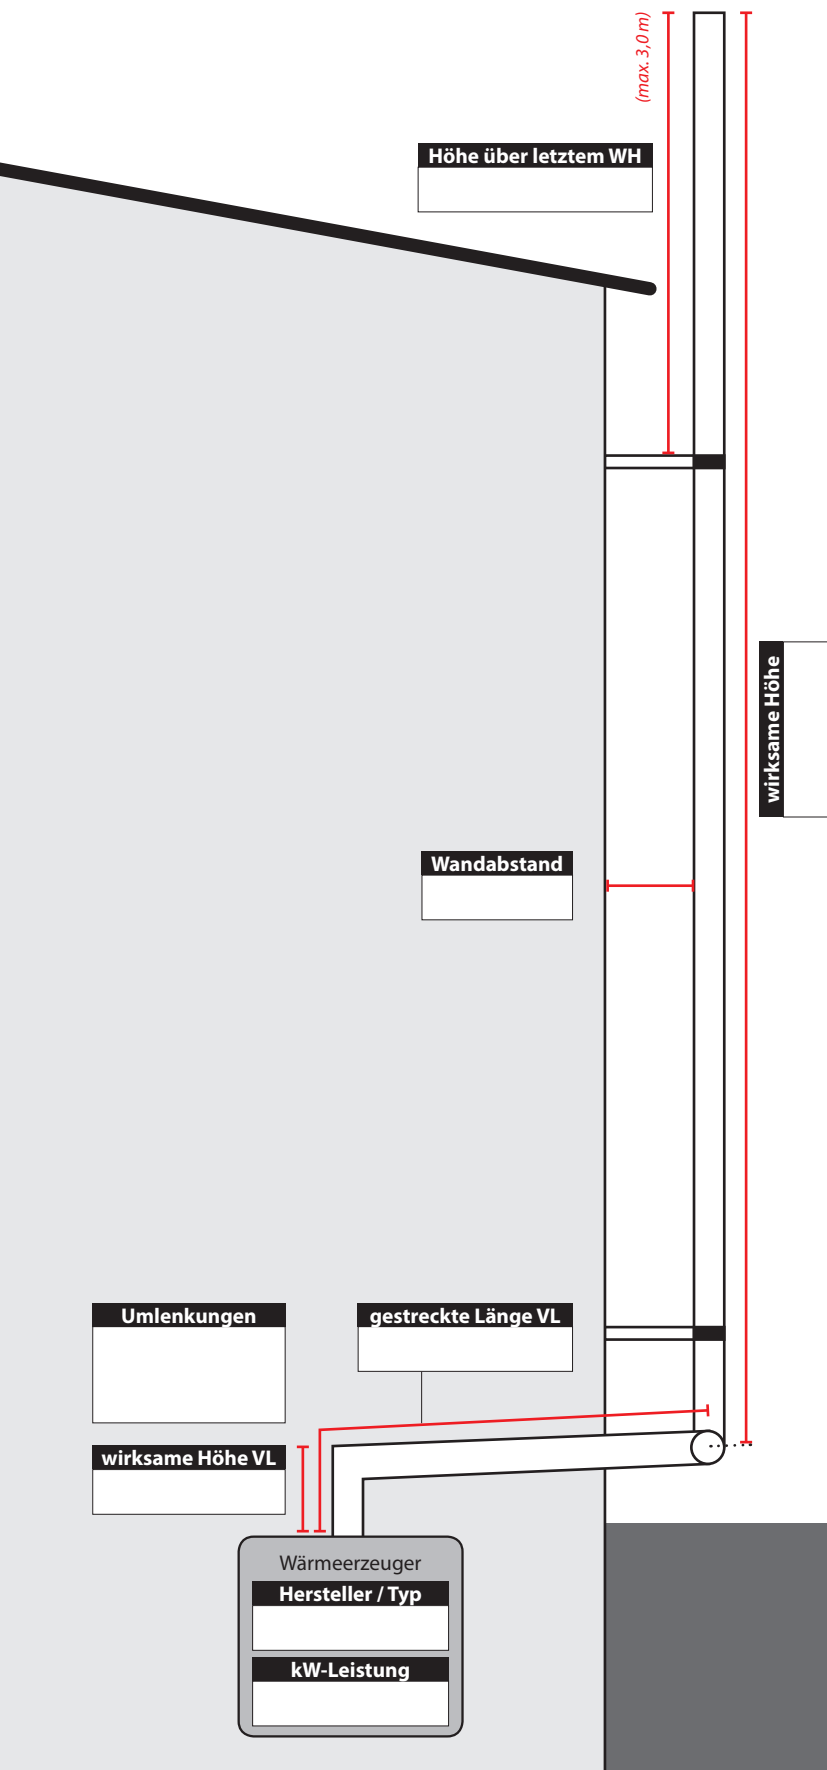 (max. 3,0 m)
Höhe über letztem WH
wirksame Höhe
Wandabstand
Umlenkungen
gestreckte Länge VL
wirksame Höhe VL
Wärmeerzeuger
Hersteller / Typ
kW-Leistung